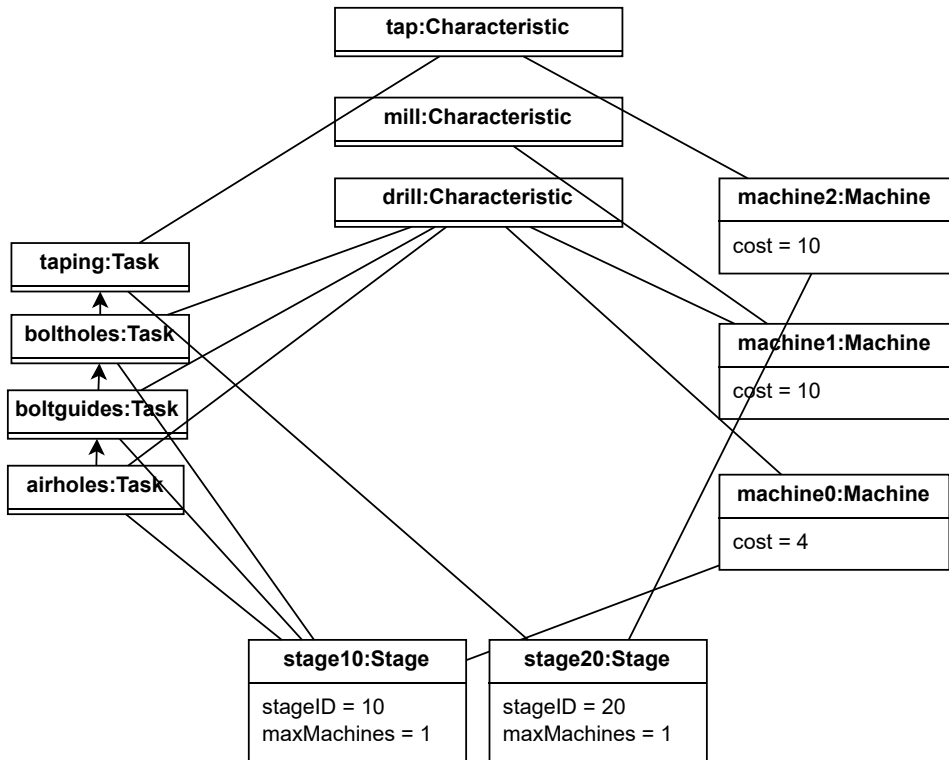 tap:Characteristic
mill:Characteristic
drill:Characteristic
machine2:Machine
cost = 10
taping:Task
boltholes:Task
machine1:Machine
cost = 10
boltguides:Task
airholes:Task
machine0:Machine
cost = 4
stage10:Stage
stageID = 10
maxMachines = 1
stage20:Stage
stageID = 20
maxMachines = 1